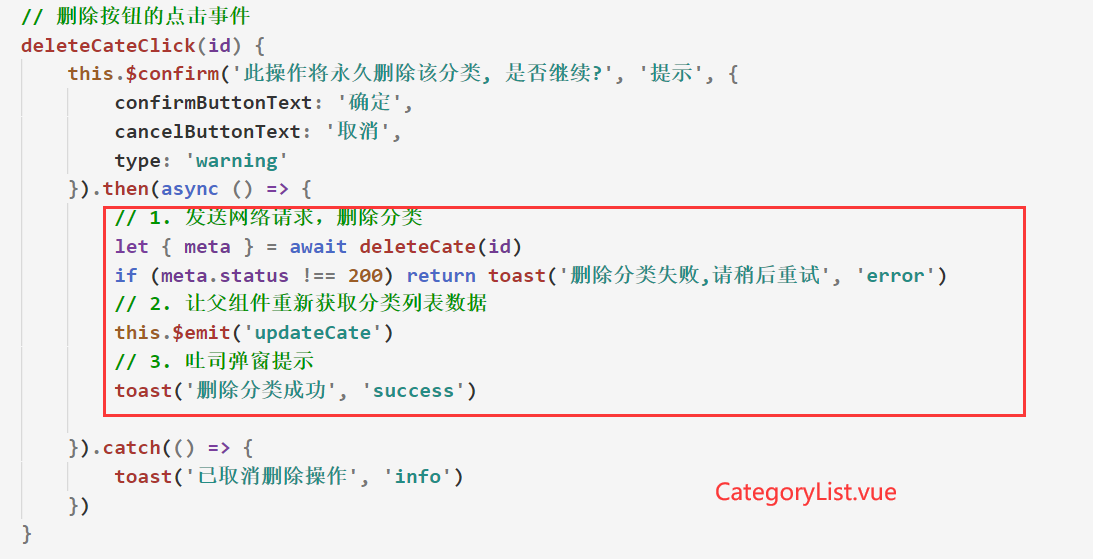 // 删除按钮的点击事件
deleteCateClick(id) {
this.$confirm('此操作将永久删除该分类, 是否继续?', '提示', {
confirmButtonText: '确定',
cancelButtonText: '取消',
type: 'warning'
}).then(async () => {
// 1. 发送网络请求，删除分类
let { meta } = await deleteCate(id)
if (meta.status !== 200) return toast('删除分类失败,请稍后重试', 'error')
// 2. 让父组件重新获取分类列表数据
this.$emit('updateCate')
// 3. 吐司弹窗提示
toast('删除分类成功', 'success')
}).catch(() => {
toast('已取消删除操作', 'info')
})
}
CategoryList.vue